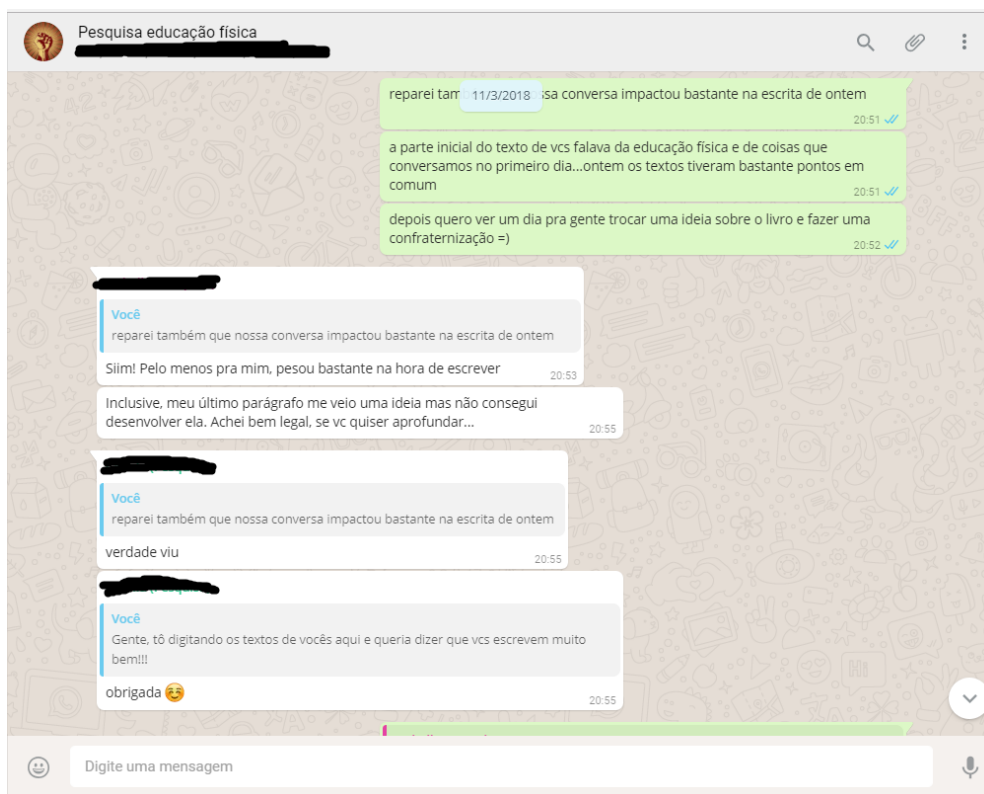 Pesquisa educação física
11/3/2018
reparei tam ssa conversa impactou bastante na escrita de ontem
20:51
a parte inicial do texto de vcs falava da educação física e de coisas que
conversamos no primeiro dia...ontem os textos tiveram bastante pontos em
comum
20:51
depois quero ver um dia pra gente trocar uma ideia sobre o livro e fazer uma
confraternização =)
20:52
Você
reparei também que nossa conversa impactou bastante na escrita de ontem
Siim! Pelo menos pra mim, pesou bastante na hora de escrever
20:53
Inclusive, meu último parágrafo me veio uma ideia mas não consegui
desenvolver ela. Achei bem legal, se vc quiser aprofundar...
20:55
Você
reparei também que nossa conversa impactou bastante na escrita de ontem
verdade viu
20:55
Você
Gente, tô digitando os textos de vocês aqui e queria dizer que vcs escrevem muito
bem!!!
obrigada ☺️
20:55
Digite uma mensagem